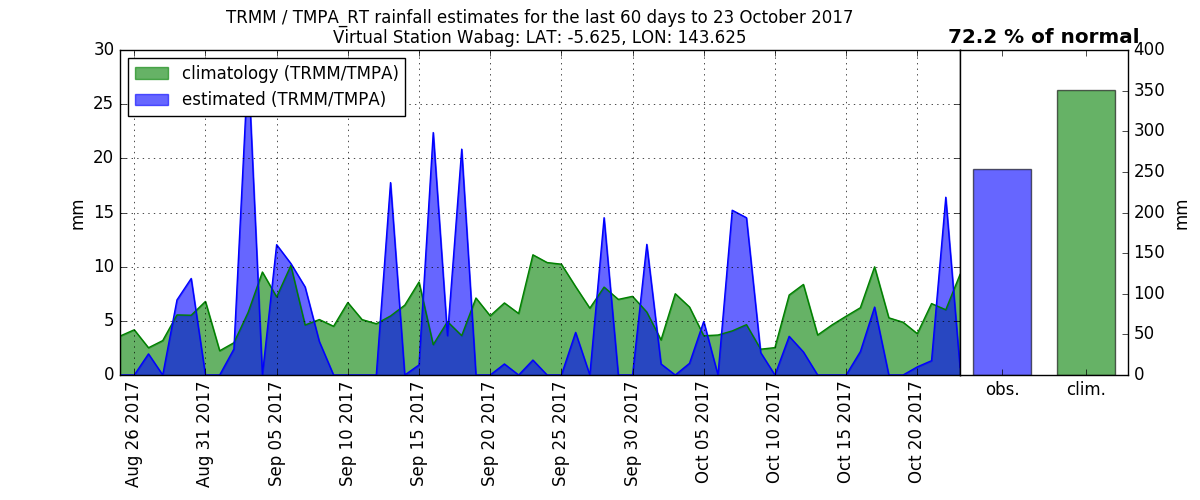 TRMM / TMPA_RT rainfall estimates for the last 60 days to 23 October 2017
Virtual Station Wabag: LAT: -5.625, LON: 143.625
72.2 % of normal
climatology (TRMM/TMPA)
estimated (TRMM/TMPA)
30
25
20
15
10
5
0
mm
Aug 26 2017
Aug 31 2017
Sep 05 2017
Sep 10 2017
Sep 15 2017
Sep 20 2017
Sep 25 2017
Sep 30 2017
Oct 05 2017
Oct 10 2017
Oct 15 2017
Oct 20 2017
obs.
clim.
400
350
300
250
200
150
100
50
0
mm